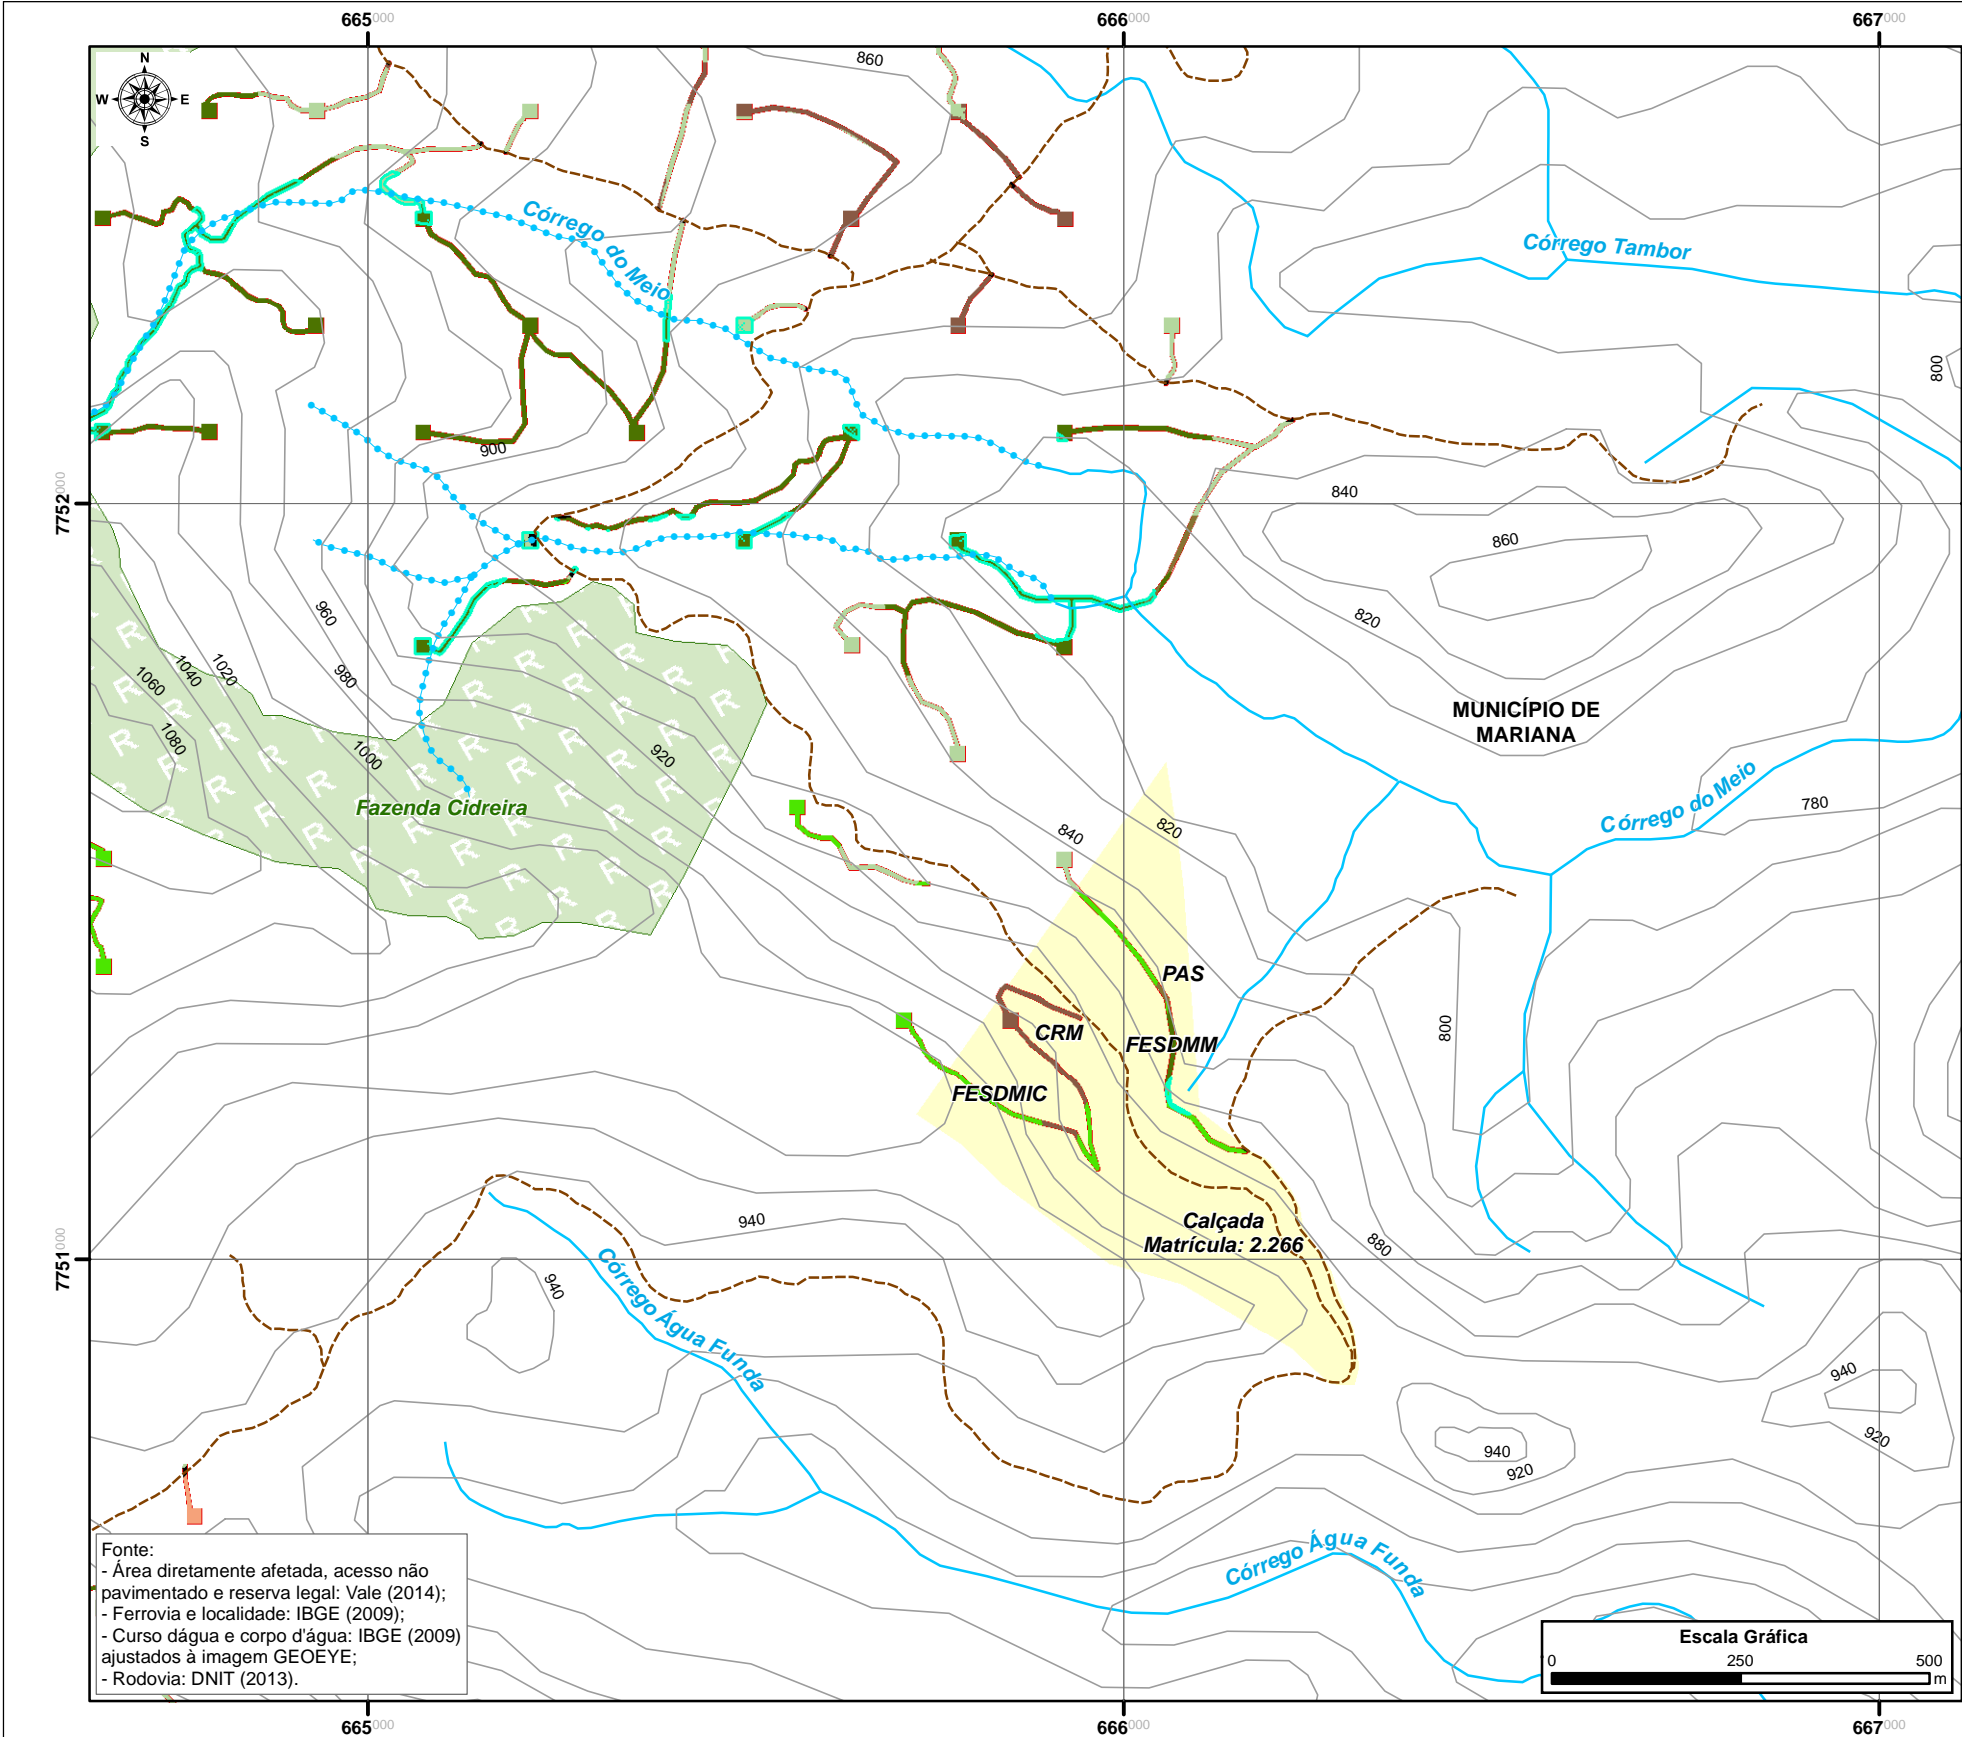 665000 666000 667000
N
W E
S
860
Córrego do Meio
Córrego Tambor
800
900
7752000
840
860
820
960
980
1020
1040
1060
1080
1000
920
R R R R R R R R R R R R R R R R R R R R R R R R R R R R R R
Fazenda Cidreira
MUNICÍPIO DE
MARIANA
Córrego do Meio
780
840
820
PAS
CRM
FESDMM
800
FESDMIC
Calçada
Matrícula: 2.266
880
940
7751000
940
Córrego Água Funda
940
920
940
920
Córrego Água Funda
Fonte:
- Área diretamente afetada, acesso não
pavimentado e reserva legal: Vale (2014);
- Ferrovia e localidade: IBGE (2009);
- Curso dágua e corpo d'água: IBGE (2009)
ajustados à imagem GEOEYE;
- Rodovia: DNIT (2013).
Escala Gráfica
0 250 500
m
665000 666000 667000